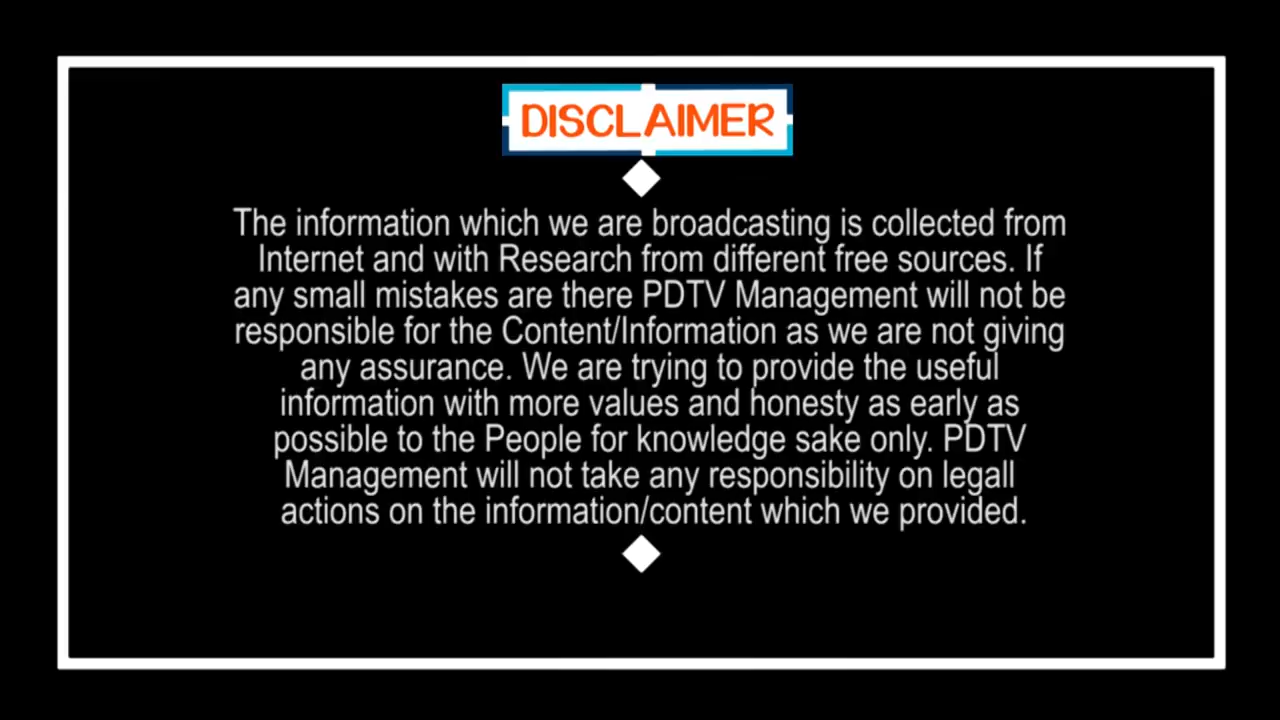 DISCLAIMER
The information which we are broadcasting is collected from
Internet and with Research from different free sources. If
any small mistakes are there PDTV Management will not be
responsible for the Content/Information as we are not giving
any assurance. We are trying to provide the useful
information with more values and honesty as early as
possible to the People for knowledge sake only. PDTV
Management will not take any responsibility on legall
actions on the information/content which we provided.